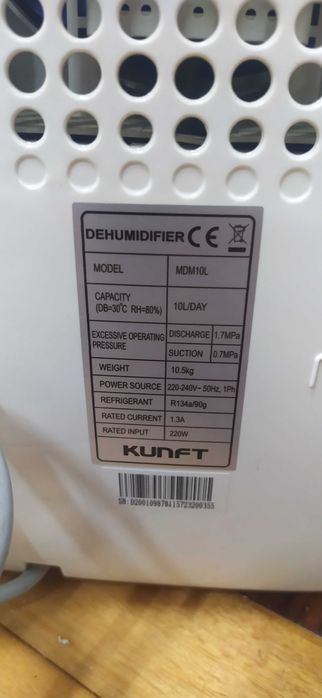 DEHUMIDIFIER CE
MODEL MDM10L
CAPACITY (DB=30°C RH=80%) 10L/DAY
EXCESSIVE OPERATING PRESSURE DISCHARGE 1.7MPa
SUCTION 0.7MPa
WEIGHT 10.5kg
POWER SOURCE 220-240V~ 50Hz, 1Ph
REFRIGERANT R134a/90g
RATED CURRENT 1.3A
RATED INPUT 220W
KUNFT